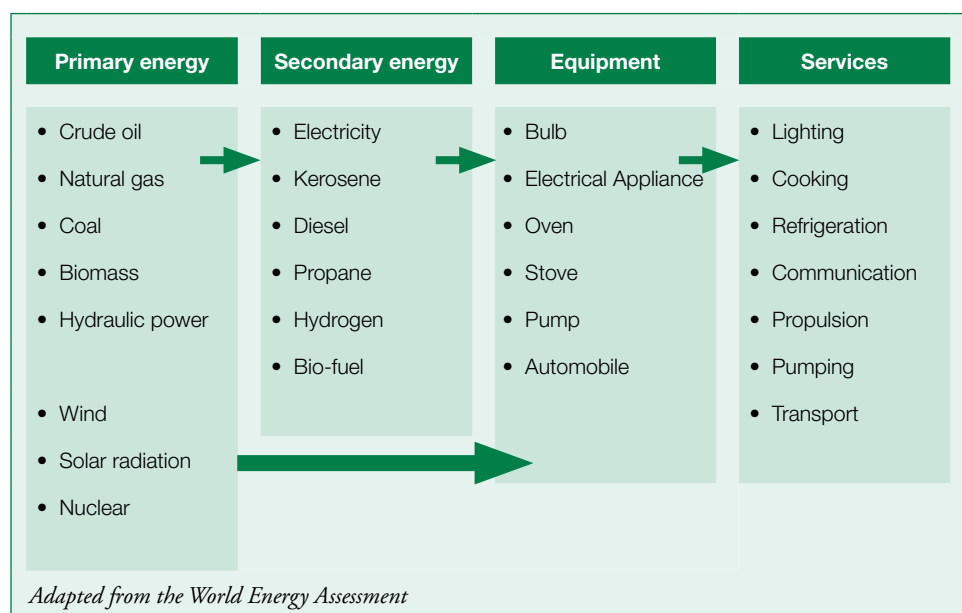 Primary energy
Secondary energy
Equipment
Services
• Crude oil
• Natural gas
• Coal
• Biomass
• Hydraulic power
• Wind
• Solar radiation
• Nuclear
• Electricity
• Kerosene
• Diesel
• Propane
• Hydrogen
• Bio-fuel
• Bulb
• Electrical Appliance
• Oven
• Stove
• Pump
• Automobile
• Lighting
• Cooking
• Refrigeration
• Communication
• Propulsion
• Pumping
• Transport
Adapted from the World Energy Assessment